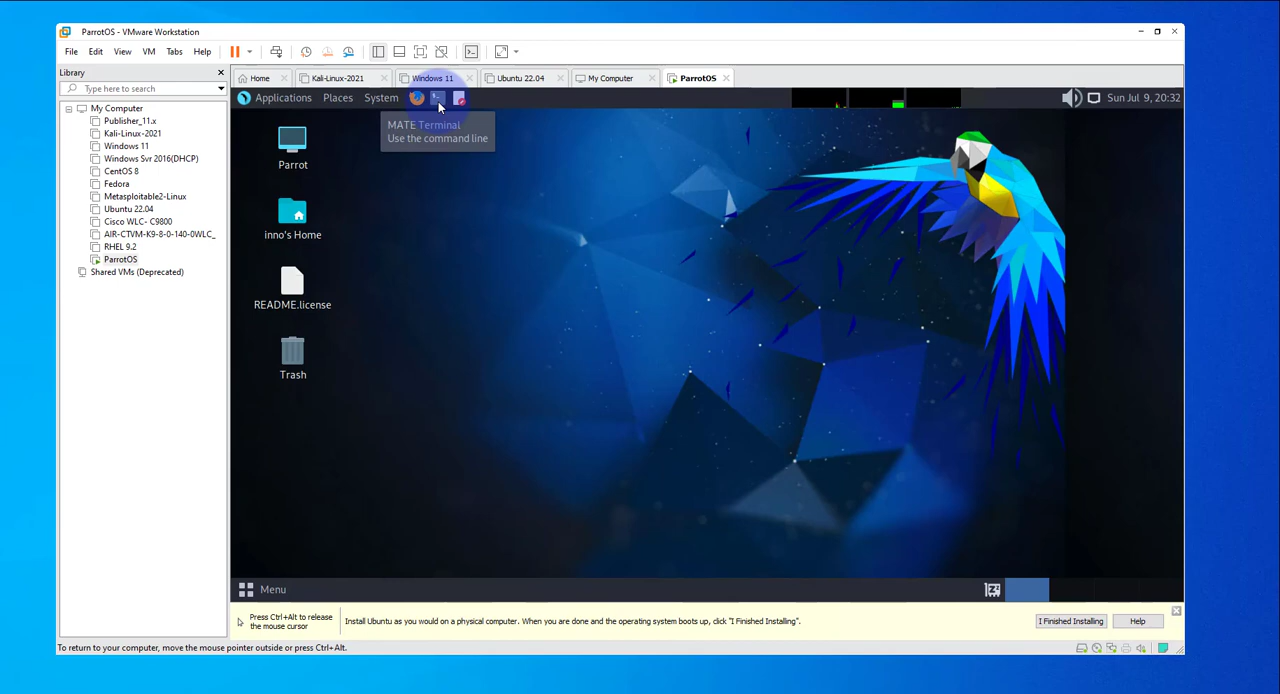 ParrotOS - VMware Workstation
File Edit View VM Tabs Help
Library
Type here to search
My Computer
Publisher_11.x
Kali-Linux-2021
Windows 11
Windows Svr 2016(DHCP)
CentOS 8
Fedora
Metasploitable2-Linux
Ubuntu 22.04
Cisco WLC- C9800
AIR-CTVM-K9-8-0-140-0WLC_
RHEL 9.2
ParrotOS
Shared VMs (Deprecated)
Home Kali-Linux-2021 Windows 11 Ubuntu 22.04 My Computer ParrotOS
Applications Places System Sun Jul 9, 20:32
MATE Terminal
Use the command line
Parrot
inno's Home
README.license
Trash
Menu
Press Ctrl+Alt to release
the mouse cursor
Install Ubuntu as you would on a physical computer. When you are done and the operating system boots up, click "I Finished Installing".
I Finished Installing Help
To return to your computer, move the mouse pointer outside or press Ctrl+Alt.